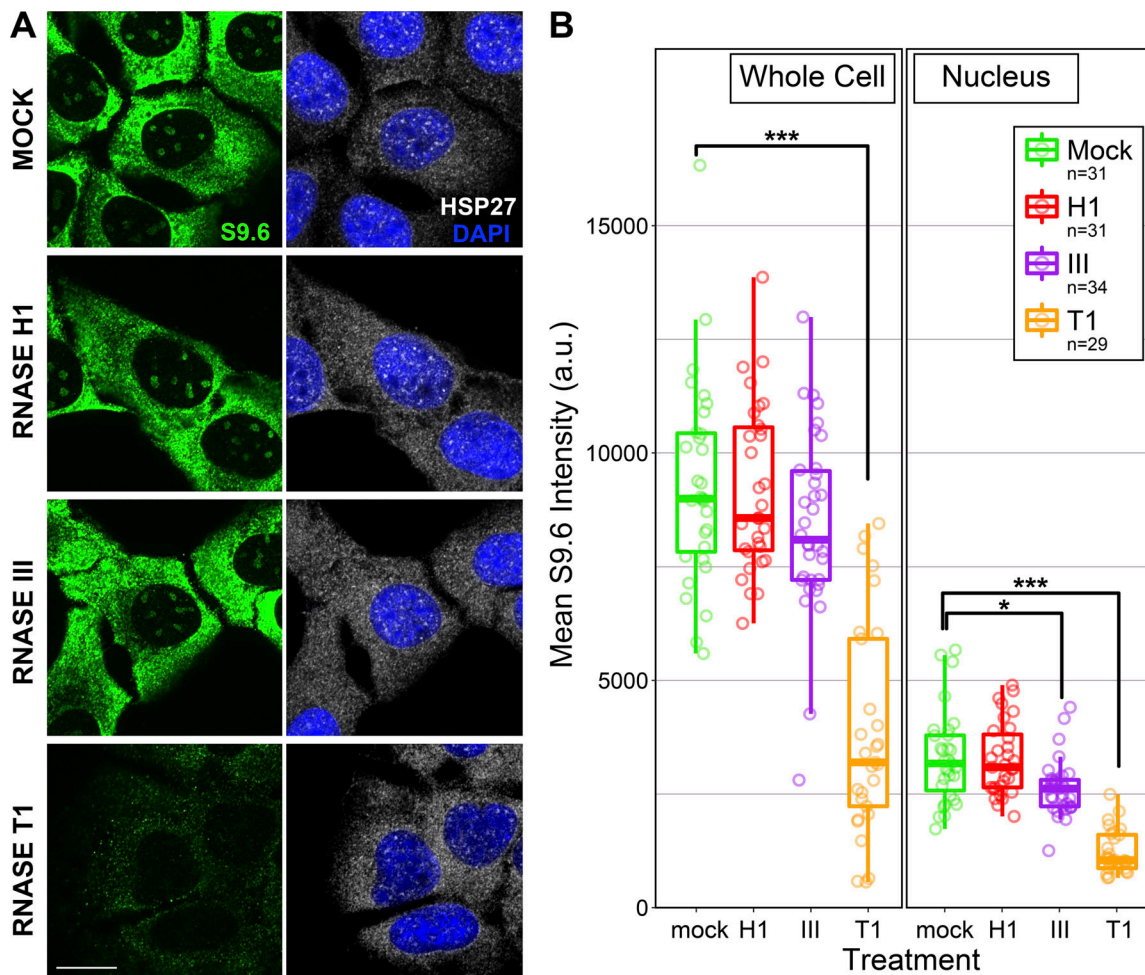 A
MOCK
S9.6
HSP27
DAPI
RNASE H1
RNASE III
RNASE T1
B
Whole Cell
Nucleus
***
***
*
Mock
n=31
H1
n=31
III
n=34
T1
n=29
Mean S9.6 Intensity (a.u.)
15000
10000
5000
0
mock H1 III T1
mock H1 III T1
Treatment